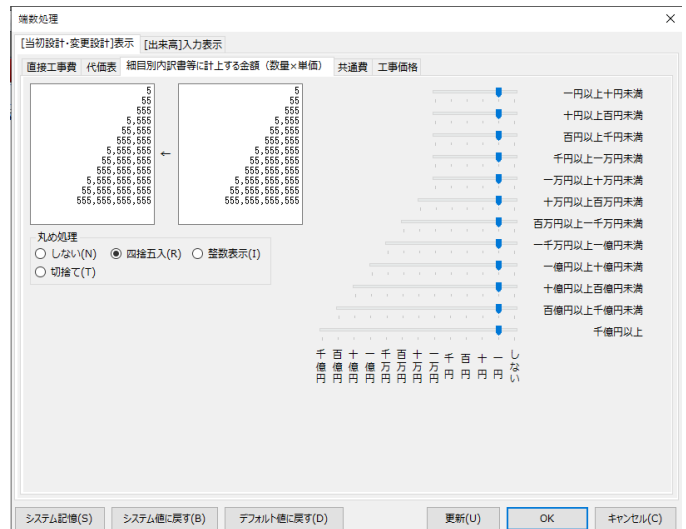 端数処理
[当初設計・変更設計]表示 [出来高]入力表示
直接工事費 代価表 細目別内訳書等に計上する金額（数量×単価） 共通費 工事価格
5
55
555
5,555
55,555
555,555
5,555,555
55,555,555
555,555,555
5,555,555,555
55,555,555,555
555,555,555,555
←
5
55
555
5,555
55,555
555,555
5,555,555
55,555,555
555,555,555
5,555,555,555
55,555,555,555
555,555,555,555
丸め処理
しない(N) 四捨五入(R) 整数表示(I)
切捨て(T)
一円以上十円未満
十円以上百円未満
百円以上千円未満
千円以上一万円未満
一万円以上十万円未満
十万円以上百万円未満
百万円以上一千万円未満
一千万円以上一億円未満
一億円以上十億円未満
十億円以上百億円未満
百億円以上千億円未満
千億円以上
千億円
百億円
十億円
一億円
千万円
百万円
十万円
一万円
千円
百円
十円
一円
しない
システム記憶(S) システム値に戻す(B) デフォルト値に戻す(D) 更新(U) OK キャンセル(C)